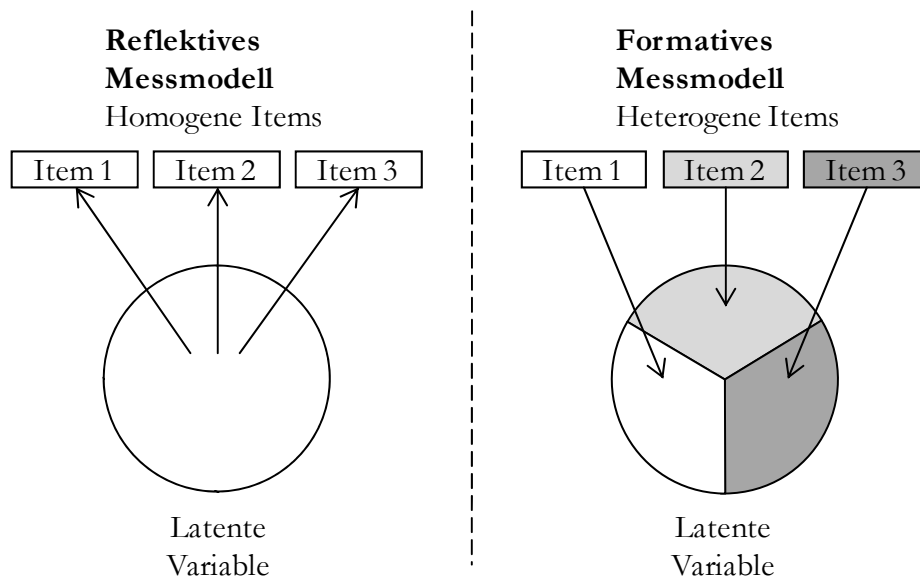 Reflektives
Messmodell
Homogene Items
Item 1
Item 2
Item 3
Latente
Variable
Formatives
Messmodell
Heterogene Items
Item 1
Item 2
Item 3
Latente
Variable